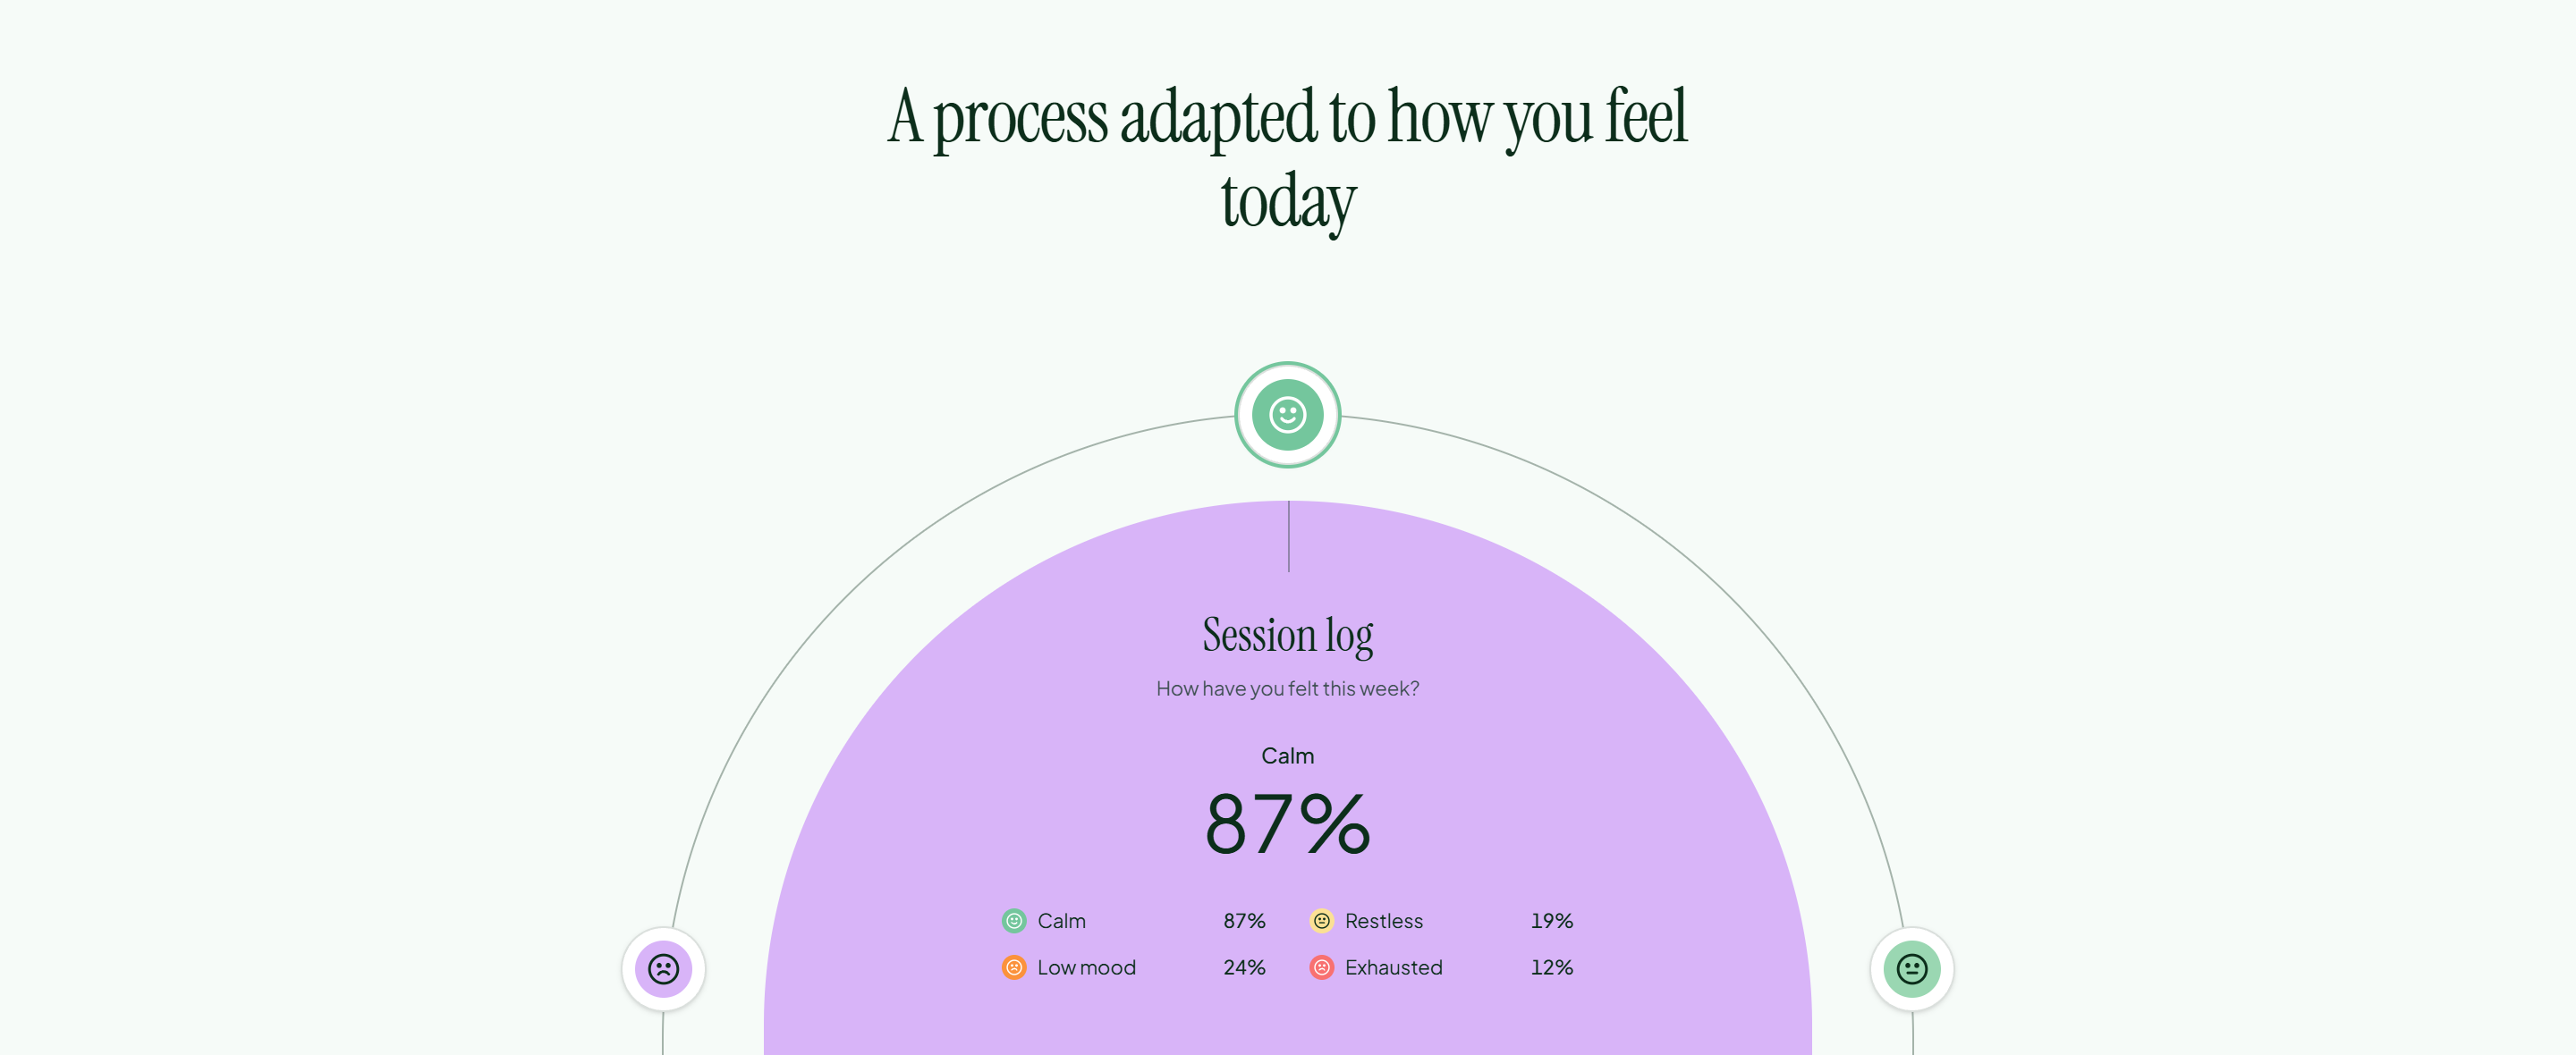 A process adapted to how you feel
today
Session log
How have you felt this week?
Calm
87%
Calm 87% Restless 19%
Low mood 24% Exhausted 12%